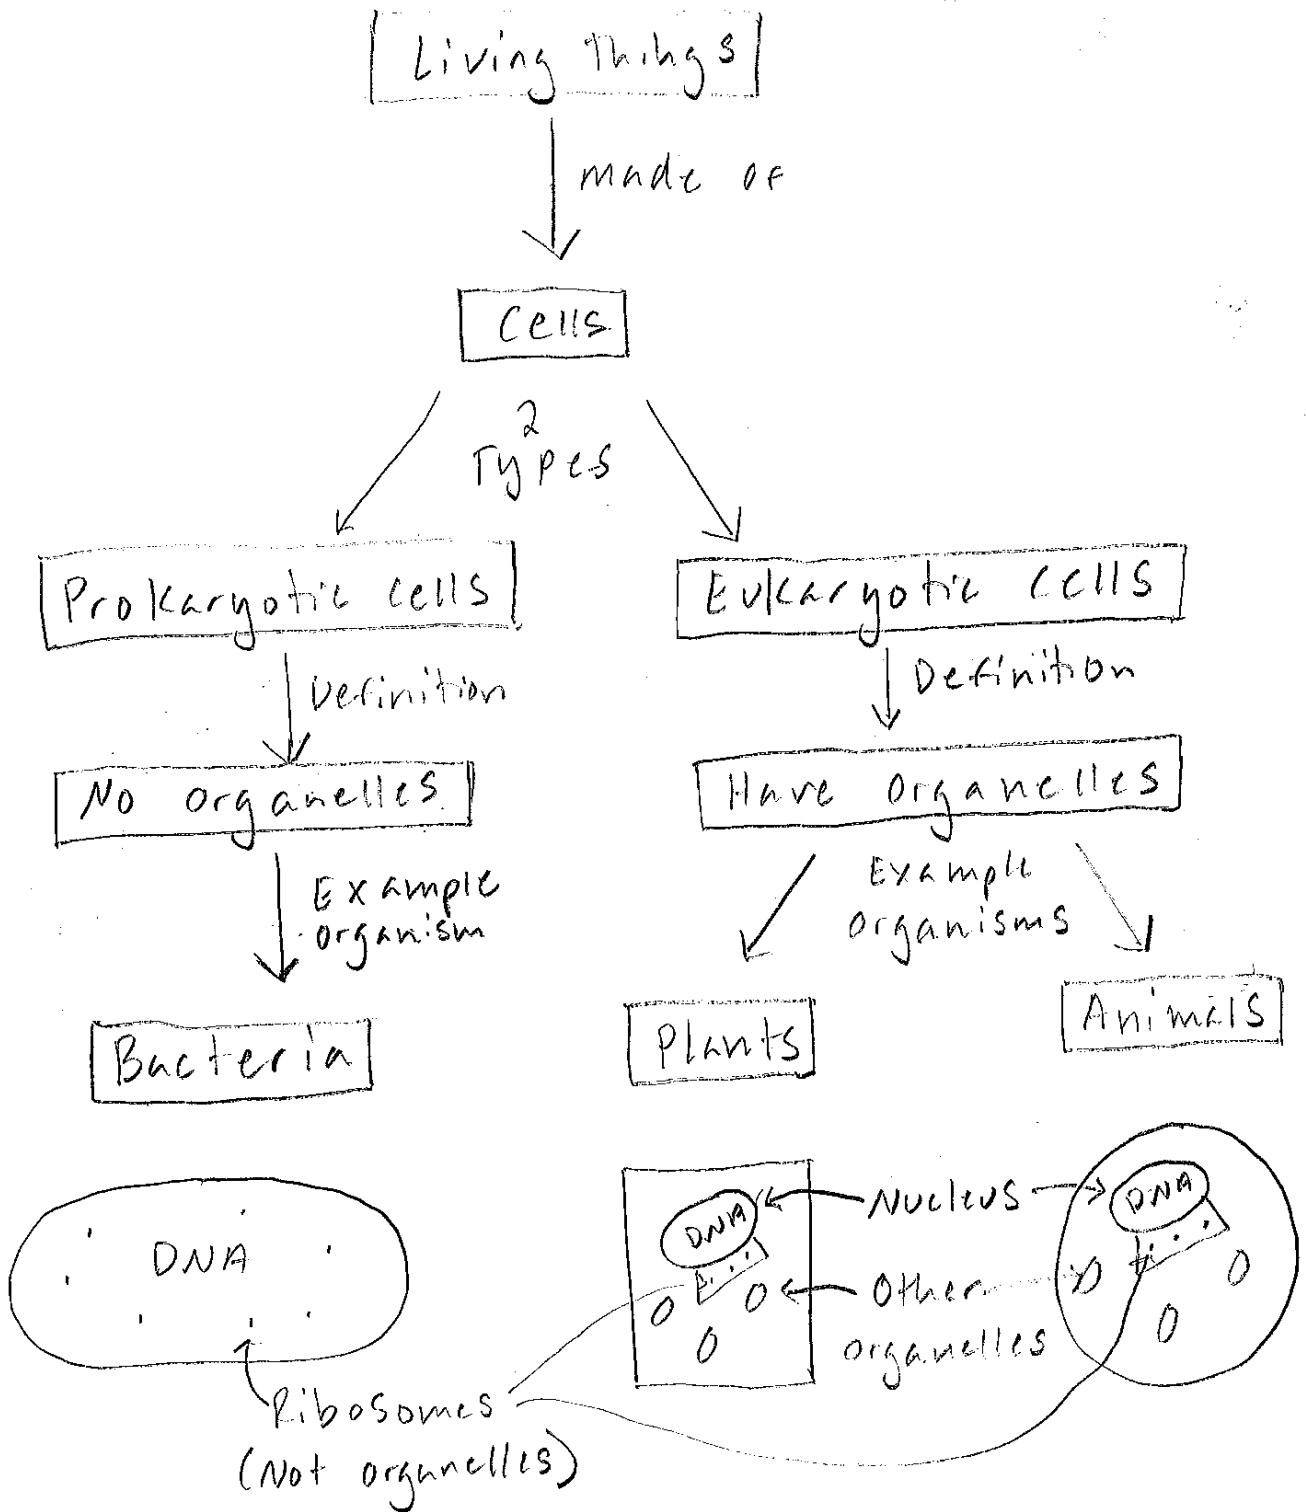 Living things
made of
Cells
2
Types
Prokaryotic cells
Eukaryotic cells
Definition
Definition
No organelles
Have organelles
Example
organism
Example
organisms
Bacteria
Plants
Animals
DNA
DNA
Nucleus
DNA
Other
organelles
Ribosomes
(Not organelles)